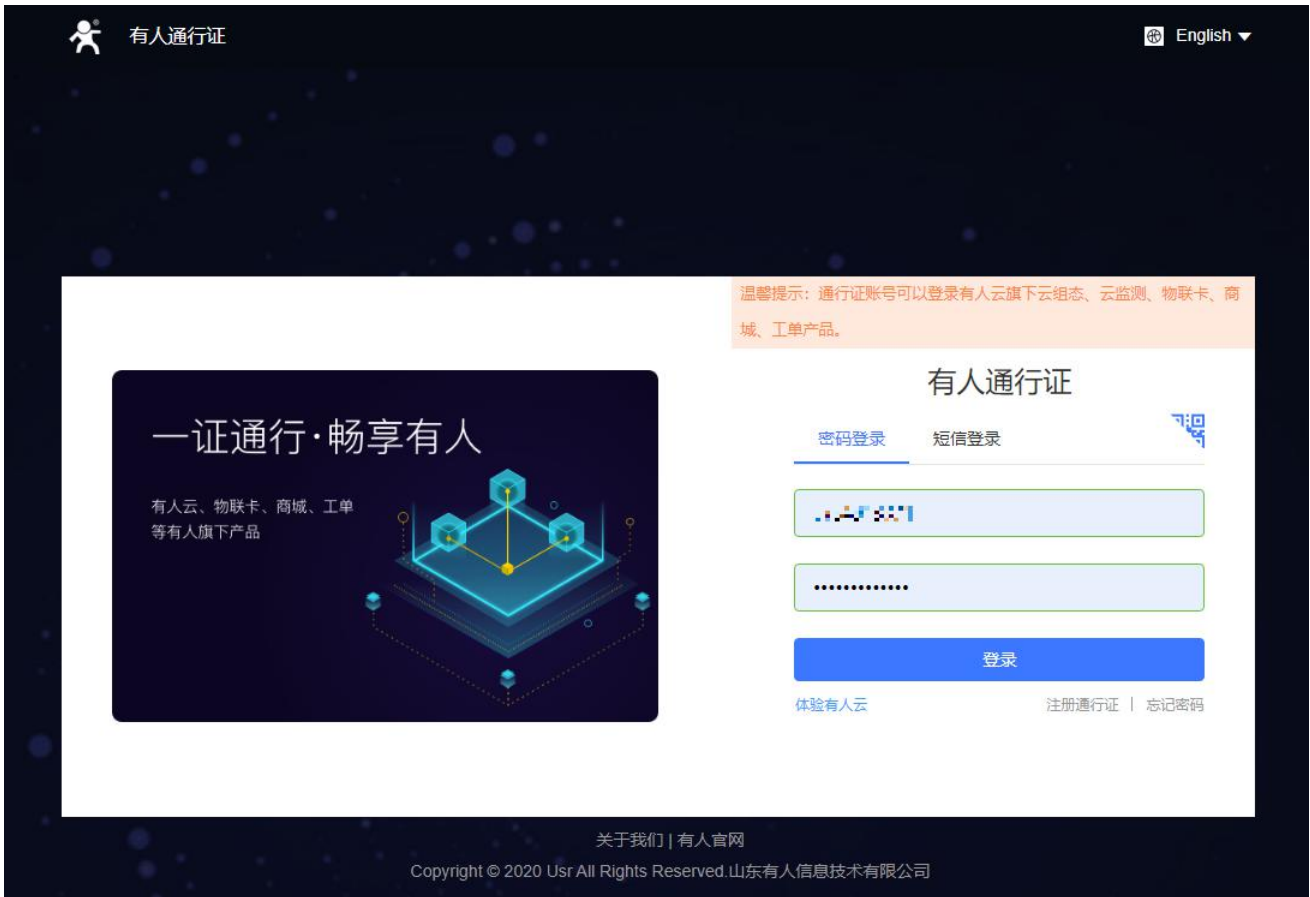 有人通行证
English
温馨提示：通行证账号可以登录有人云旗下云组态、云监测、物联卡、商
城、工单产品。
一证通行·畅享有人
有人云、物联卡、商城、工单
等有人旗下产品
有人通行证
密码登录 短信登录
•••••••••••••
登录
体验有人云 注册通行证 | 忘记密码
关于我们 | 有人官网
Copyright © 2020 Usr All Rights Reserved.山东有人信息技术有限公司